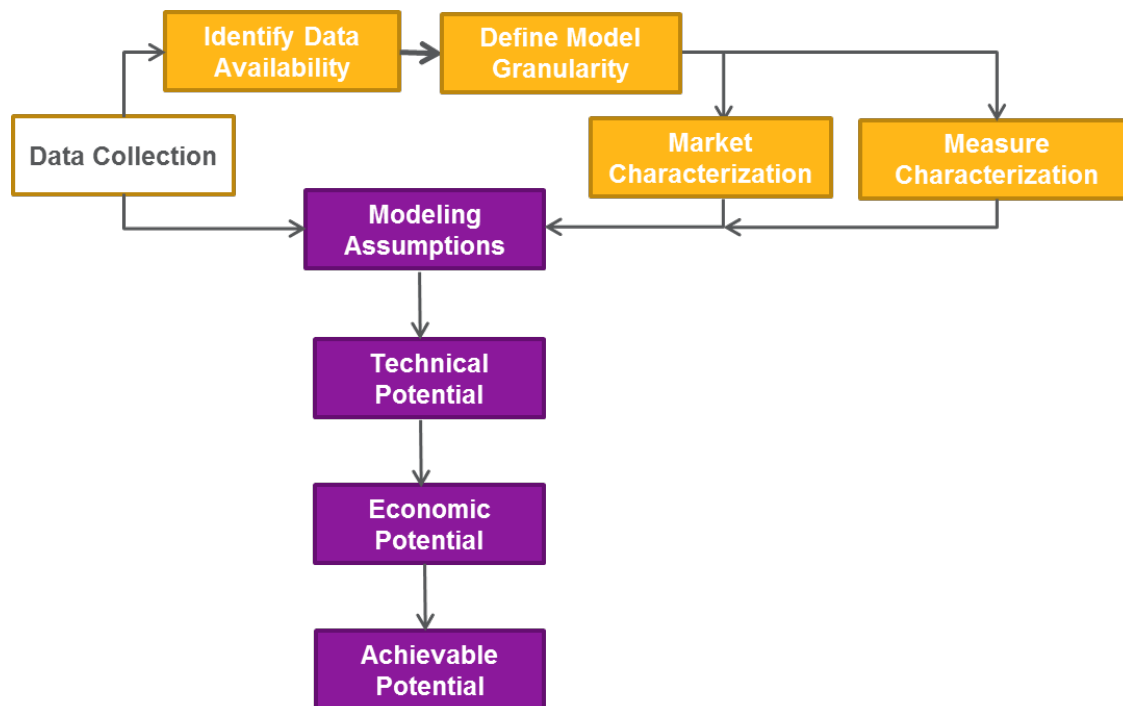 Identify Data
Availability
Define Model
Granularity
Data Collection
Market
Characterization
Measure
Characterization
Modeling
Assumptions
Technical
Potential
Economic
Potential
Achievable
Potential